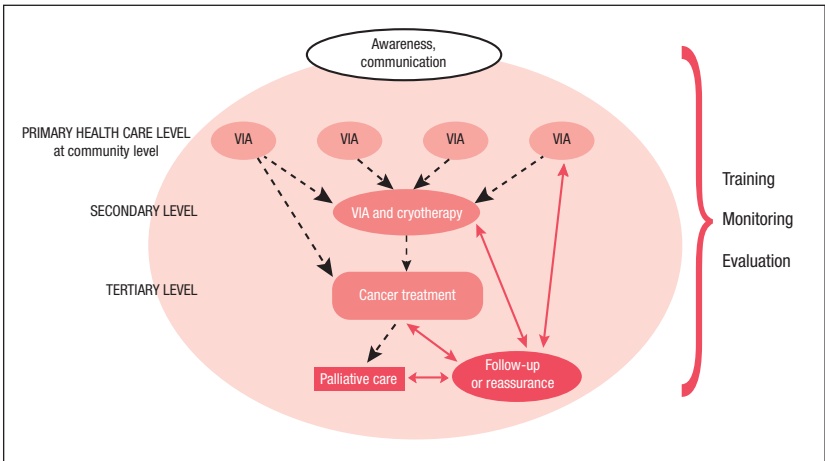 Awareness,
communication
PRIMARY HEALTH CARE LEVEL
at community level
VIA
VIA
VIA
VIA
SECONDARY LEVEL
VIA and cryotherapy
TERTIARY LEVEL
Cancer treatment
Palliative care
Follow-up
or reassurance
Training
Monitoring
Evaluation